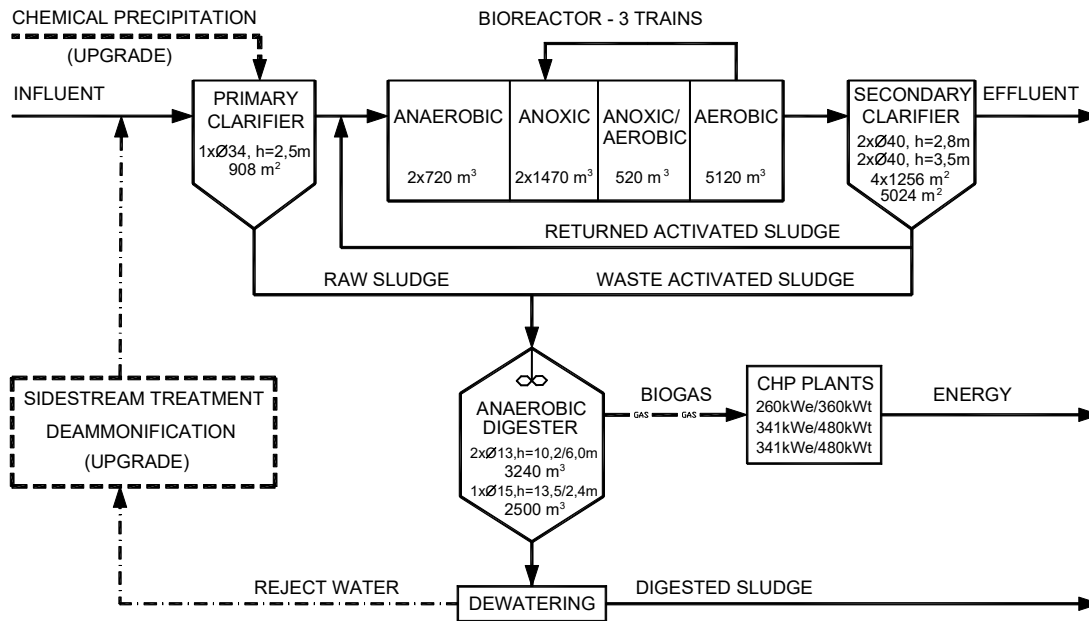 CHEMICAL PRECIPITATION
(UPGRADE)
BIOREACTOR - 3 TRAINS
INFLUENT
PRIMARY
CLARIFIER
1xØ34, h=2,5m
908 m²
ANAEROBIC
2x720 m³
ANOXIC
2x1470 m³
ANOXIC/
AEROBIC
520 m³
AEROBIC
5120 m³
SECONDARY
CLARIFIER
2xØ40, h=2,8m
2xØ40, h=3,5m
4x1256 m²
5024 m²
EFFLUENT
RETURNED ACTIVATED SLUDGE
RAW SLUDGE
WASTE ACTIVATED SLUDGE
SIDESTREAM TREATMENT
DEAMMONIFICATION
(UPGRADE)
ANAEROBIC
DIGESTER
2xØ13,h=10,2/6,0m
3240 m³
1xØ15,h=13,5/2,4m
2500 m³
BIOGAS
GAS GAS
CHP PLANTS
260kWe/360kWt
341kWe/480kWt
341kWe/480kWt
ENERGY
REJECT WATER
DEWATERING
DIGESTED SLUDGE